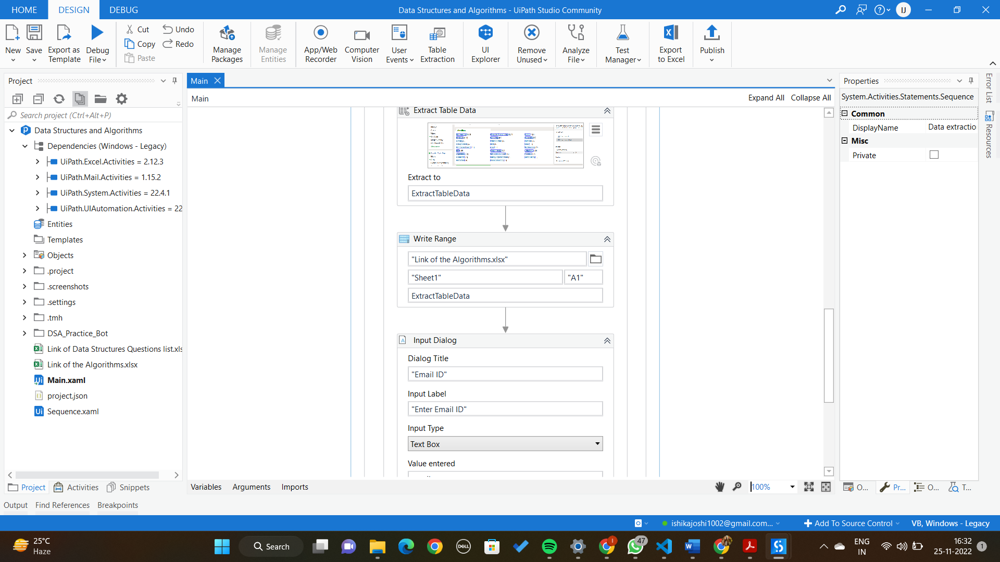 HOME DESIGN DEBUG
Data Structures and Algorithms - UiPath Studio Community
IJ
New Save Export as Template Debug File
Cut Copy Paste Undo Redo
Manage Packages
Manage Entities
App/Web Recorder
Computer Vision
User Events
Table Extraction
UI Explorer
Remove Unused
Analyze File
Test Manager
Export to Excel
Publish
Project
Search project (Ctrl+Alt+P)
Data Structures and Algorithms
Dependencies (Windows - Legacy)
UiPath.Excel.Activities = 2.12.3
UiPath.Mail.Activities = 1.15.2
UiPath.System.Activities = 22.4.1
UiPath.UIAutomation.Activities = 22
Entities
Templates
Objects
.project
.screenshots
.settings
.tmh
DSA_Practice_Bot
Link of Data Structures Questions list.xls
Link of the Algorithms.xlsx
Main.xaml
project.json
Sequence.xaml
Project Activities Snippets
Main
Main
Expand All Collapse All
Extract Table Data
Extract to
ExtractTableData
Write Range
"Link of the Algorithms.xlsx"
"Sheet1" "A1"
ExtractTableData
Input Dialog
Dialog Title
"Email ID"
Input Label
"Enter Email ID"
Input Type
Text Box
Value entered
Variables Arguments Imports
100%
Properties
System.Activities.Statements.Sequence
Common
DisplayName Data extractio
Misc
Private
Error List
Resources
O... Pr... O... T...
Output Find References Breakpoints
ishikajoshi1002@gmail.com...
Add To Source Control
VB, Windows - Legacy
25°C
Haze
Search
DELL
47
ENG
IN
16:32
25-11-2022
1